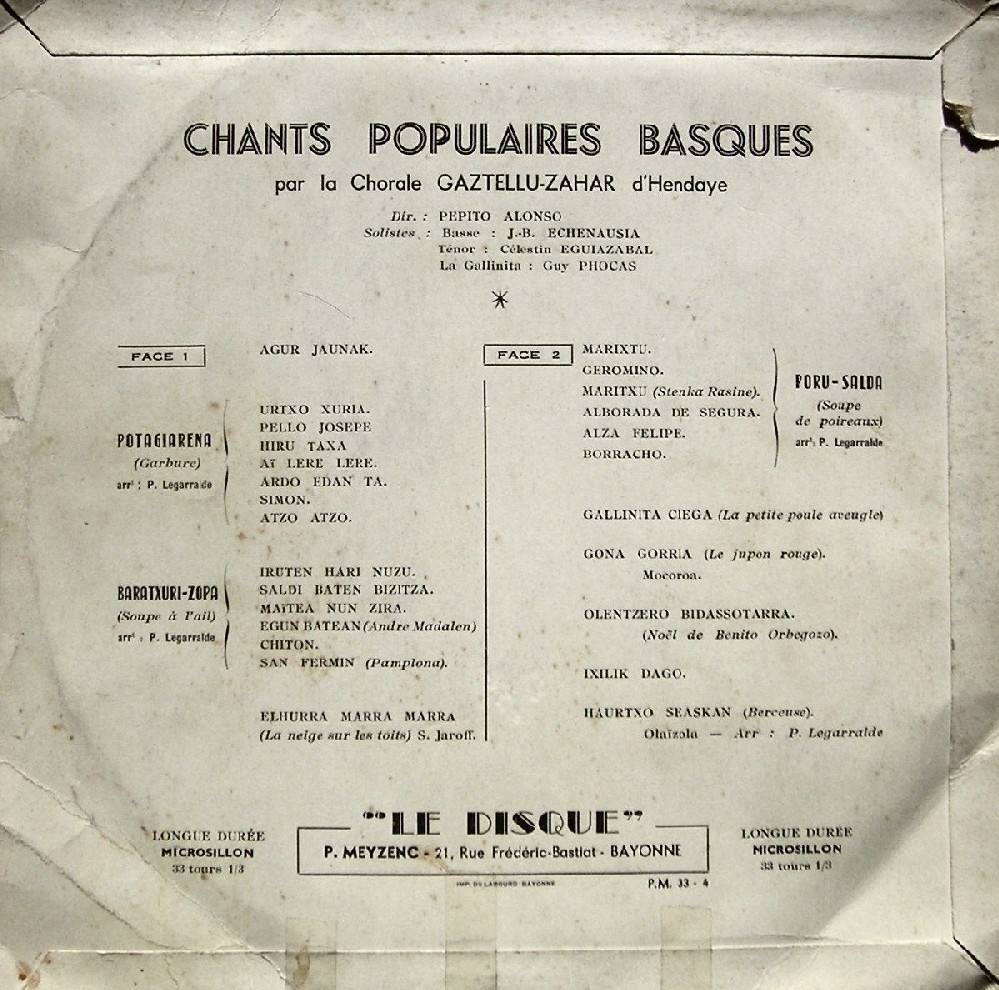 CHANTS POPULAIRES BASQUES
par la Chorale GAZTELLU-ZAHAR d'Hendaye
Dir. : PEPITO ALONSO
Solistes : Basse : J.-B. ECHENAUSIA
Ténor : Célestin EGUIAZABAL
La Gallinita : Guy PHOCAS
FACE 1
AGUR JAUNAK.
POTAGIARENA
(Garbure)
arrt : P. Legarralde
URTXO XURIA.
PELLO JOSEPE
HIRU TAXA
AÏ LERE LERE.
ARDO EDAN TA.
SIMON.
ATZO ATZO.
BARATXURI-ZOPA
(Soupe à l'ail)
arrt : P. Legarralde
IRUTEN HARI NUZU.
SALDI BATEN BIZITZA.
MAÏTEA NUN ZIRA.
EGUN BATEAN (Andre Madalen)
CHITON.
SAN FERMIN (Pamplona).
ELHURRA MARRA MARRA
(La neige sur les toits) S. Jaroff.
FACE 2
MARIXTU.
GEROMINO.
MARITXU (Stenka Rasine).
ALBORADA DE SEGURA.
ALZA FELIPE.
BORRACHO.
PORU-SALDA
(Soupe
de poireaux)
arrt : P. Legarralde
GALLINITA CIEGA (La petite poule aveugle)
GONA GORRIA (Le jupon rouge).
Mocoroa.
OLENTZERO BIDASSOTARRA.
(Noël de Benito Orbegozo).
IXILIK DAGO.
HAURTXO SEASKAN (Berceuse).
Olaïzola — Arr : P. Legarralde
LONGUE DURÉE
MICROSILLON
33 tours 1/3
"LE DISQUE"
P. MEYZENC - 21, Rue Frédéric-Bastiat - BAYONNE
IMP. DU LABOURD BAYONNE
P.M. 33 - 4
LONGUE DURÉE
MICROSILLON
33 tours 1/3